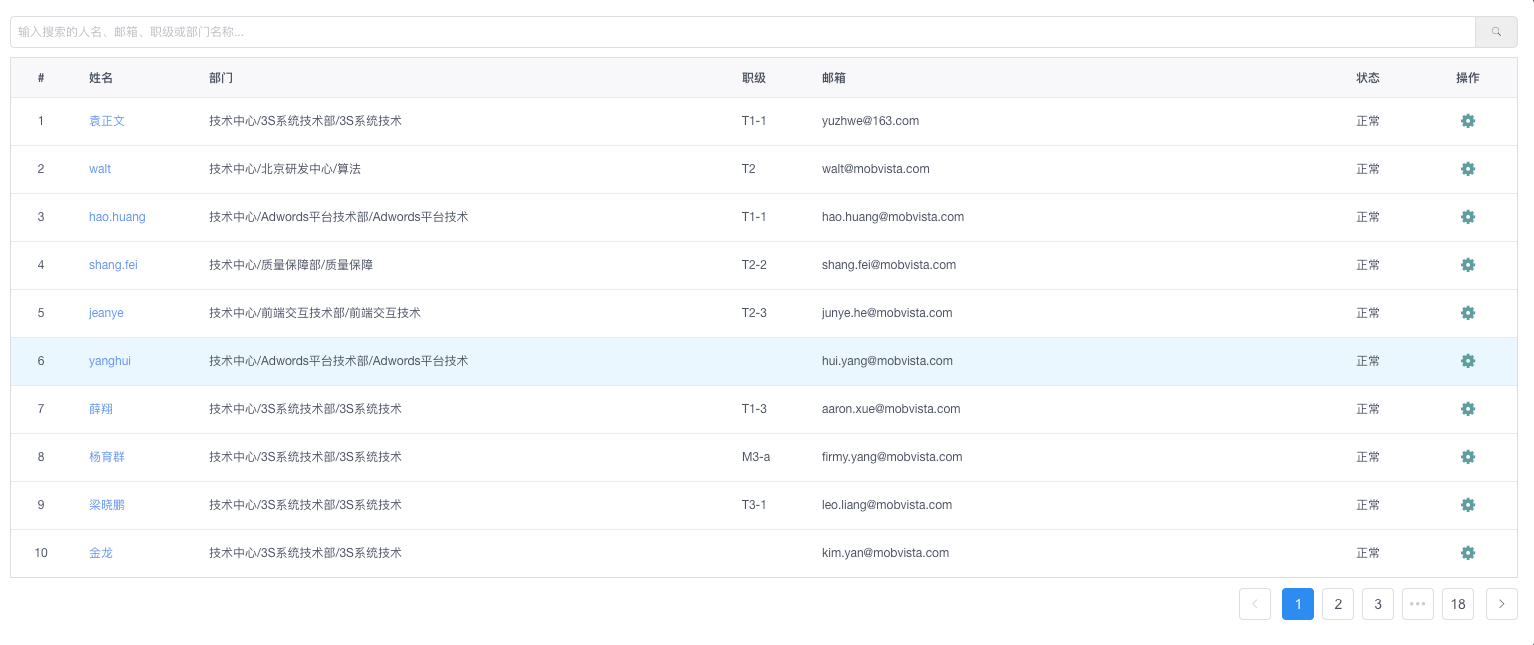 输入搜索的人名、邮箱、职级或部门名称...
# 姓名 部门 职级 邮箱 状态 操作
1 袁正文 技术中心/3S系统技术部/3S系统技术 T1-1 yuzhwe@163.com 正常
2 walt 技术中心/北京研发中心/算法 T2 walt@mobvista.com 正常
3 hao.huang 技术中心/Adwords平台技术部/Adwords平台技术 T1-1 hao.huang@mobvista.com 正常
4 shang.fei 技术中心/质量保障部/质量保障 T2-2 shang.fei@mobvista.com 正常
5 jeanye 技术中心/前端交互技术部/前端交互技术 T2-3 junye.he@mobvista.com 正常
6 yanghui 技术中心/Adwords平台技术部/Adwords平台技术 hui.yang@mobvista.com 正常
7 薛翔 技术中心/3S系统技术部/3S系统技术 T1-3 aaron.xue@mobvista.com 正常
8 杨育群 技术中心/3S系统技术部/3S系统技术 M3-a firmy.yang@mobvista.com 正常
9 梁晓鹏 技术中心/3S系统技术部/3S系统技术 T3-1 leo.liang@mobvista.com 正常
10 金龙 技术中心/3S系统技术部/3S系统技术 kim.yan@mobvista.com 正常
1 2 3 ••• 18